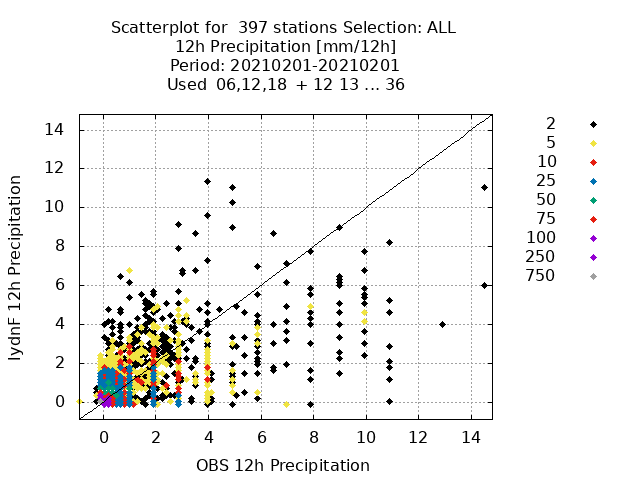 Scatterplot for  397 stations Selection: ALL
12h Precipitation [mm/12h]
Period: 20210201-20210201
Used  06,12,18  + 12 13 ... 36
14
12
10
8
6
4
2
0
IydnF 12h Precipitation
0 2 4 6 8 10 12 14
OBS 12h Precipitation
2
5
10
25
50
75
100
250
750